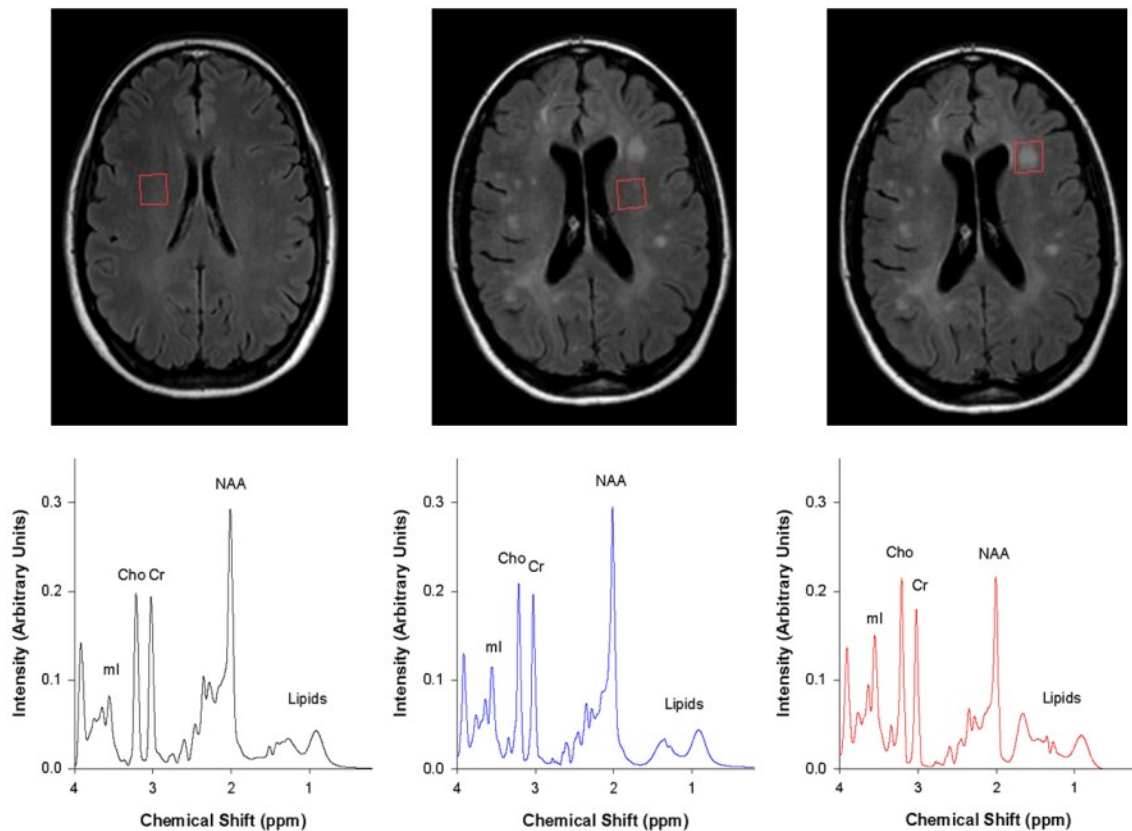 Intensity (Arbitrary Units)
0.3
0.2
0.1
0.0
NAA
Cho Cr
mI
Lipids
4 3 2 1
Chemical Shift (ppm)
Intensity (Arbitrary Units)
0.3
0.2
0.1
0.0
NAA
Cho
Cr
mI
Lipids
4 3 2 1
Chemical Shift (ppm)
Intensity (Arbitrary Units)
0.3
0.2
0.1
0.0
Cho
NAA
Cr
mI
Lipids
4 3 2 1
Chemical Shift (ppm)